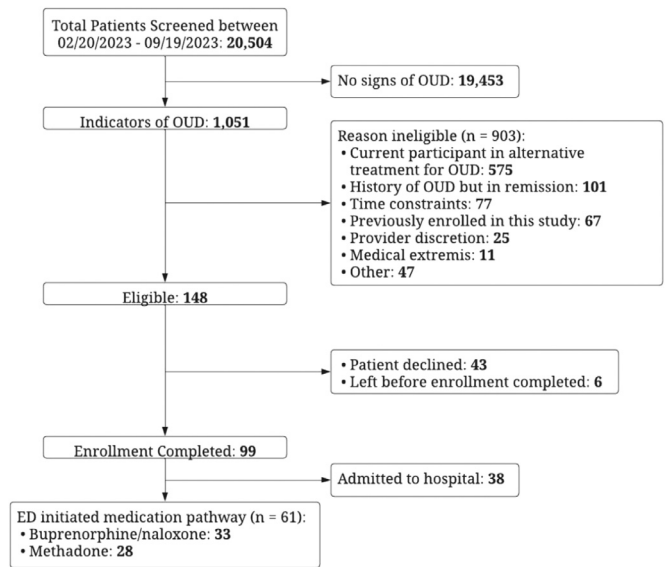 Total Patients Screened between
02/20/2023 - 09/19/2023: 20,504
No signs of OUD: 19,453
Indicators of OUD: 1,051
Reason ineligible (n = 903):
• Current participant in alternative
treatment for OUD: 575
• History of OUD but in remission: 101
• Time constraints: 77
• Previously enrolled in this study: 67
• Provider discretion: 25
• Medical extremis: 11
• Other: 47
Eligible: 148
• Patient declined: 43
• Left before enrollment completed: 6
Enrollment Completed: 99
Admitted to hospital: 38
ED initiated medication pathway (n = 61):
• Buprenorphine/naloxone: 33
• Methadone: 28